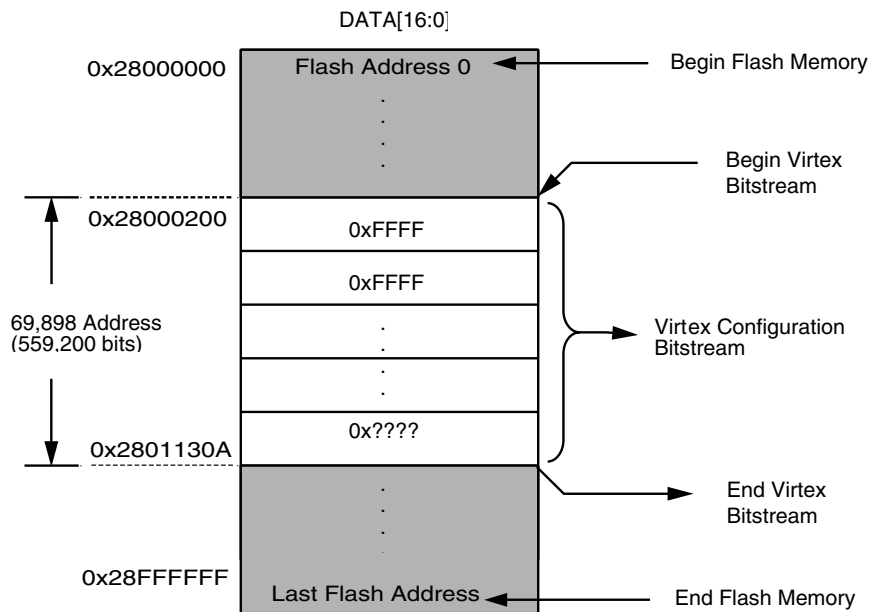 DATA[16:0]
0x28000000
Flash Address 0
Begin Flash Memory
Begin Virtex
Bitstream
0x28000200
0xFFFF
0xFFFF
69,898 Address
(559,200 bits)
Virtex Configuration
Bitstream
0x????
0x2801130A
End Virtex
Bitstream
0x28FFFFFF
Last Flash Address
End Flash Memory